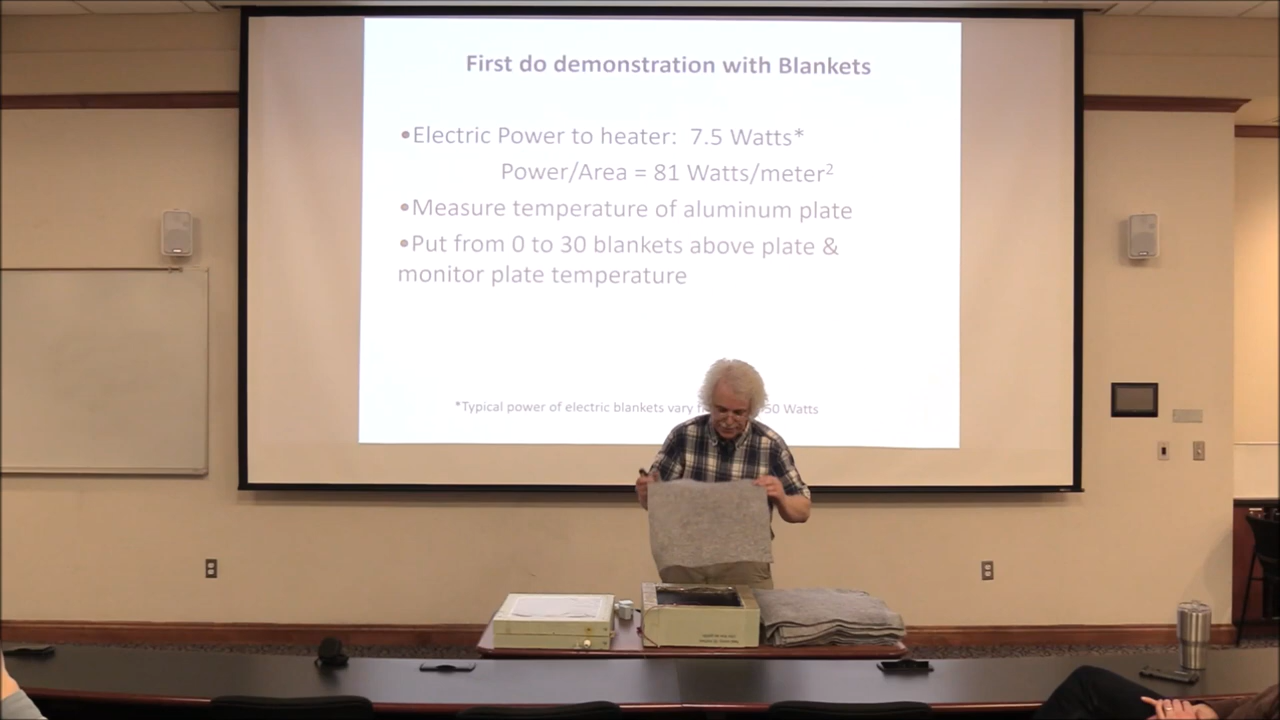 First do demonstration with Blankets
•Electric Power to heater: 7.5 Watts*
Power/Area = 81 Watts/meter²
•Measure temperature of aluminum plate
•Put from 0 to 30 blankets above plate &
monitor plate temperature
*Typical power of electric blankets vary 50 Watts